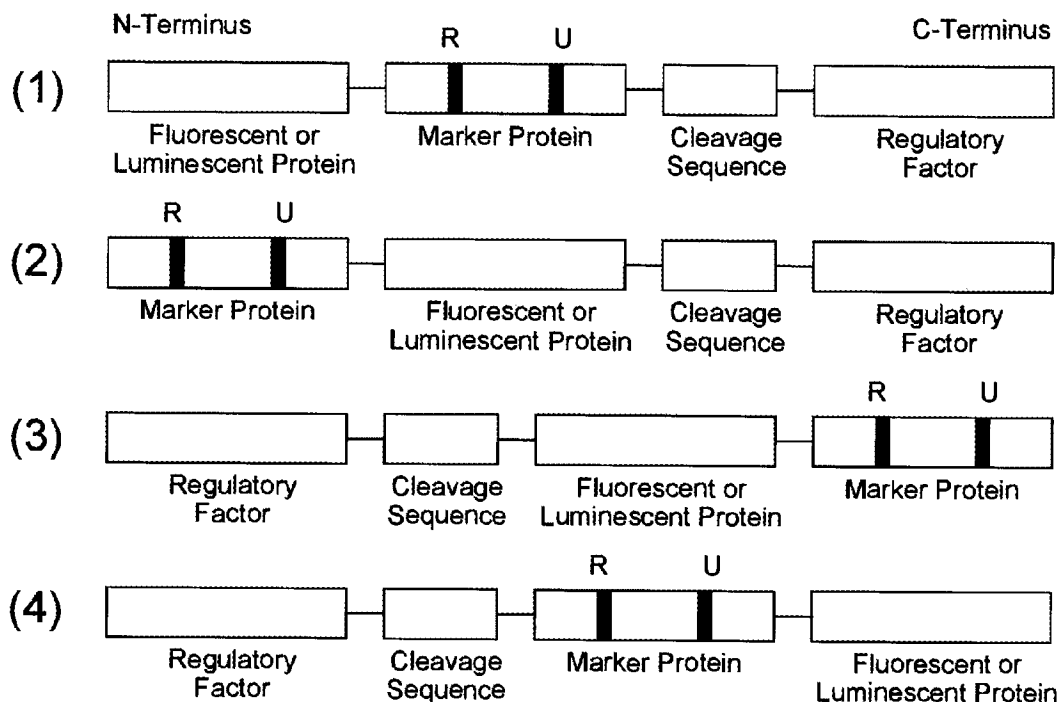 N-Terminus R U C-Terminus
(1)
Fluorescent or Marker Protein Cleavage Regulatory
Luminescent Protein Sequence Factor
R U
(2)
Marker Protein Fluorescent or Cleavage Regulatory
Luminescent Protein Sequence Factor
R U
(3)
Regulatory Cleavage Fluorescent or Marker Protein
Factor Sequence Luminescent Protein
R U
(4)
Regulatory Cleavage Marker Protein Fluorescent or
Factor Sequence Luminescent Protein